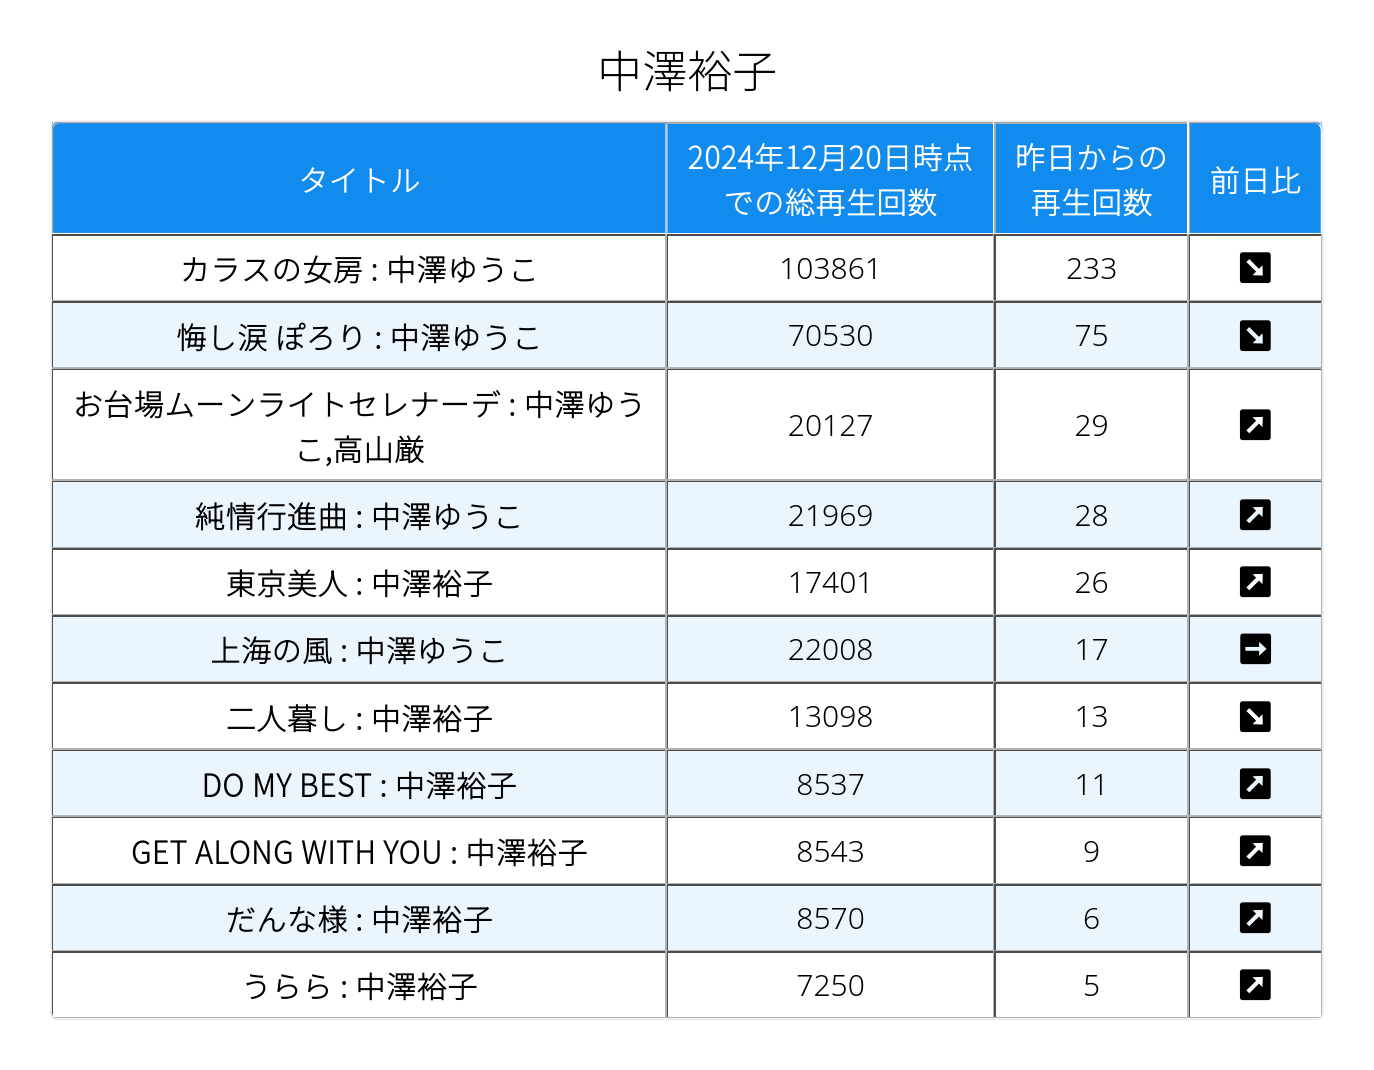 中澤裕子
タイトル
2024年12月20日時点
での総再生回数
昨日からの
再生回数
前日比
カラスの女房 : 中澤ゆうこ 103861 233 ↘
悔し涙 ぽろり : 中澤ゆうこ 70530 75 ↘
お台場ムーンライトセレナーデ : 中澤ゆう
こ,高山厳 20127 29 ↗
純情行進曲 : 中澤ゆうこ 21969 28 ↗
東京美人 : 中澤裕子 17401 26 ↗
上海の風 : 中澤ゆうこ 22008 17 →
二人暮し : 中澤裕子 13098 13 ↘
DO MY BEST : 中澤裕子 8537 11 ↗
GET ALONG WITH YOU : 中澤裕子 8543 9 ↗
だんな様 : 中澤裕子 8570 6 ↗
うらら : 中澤裕子 7250 5 ↗